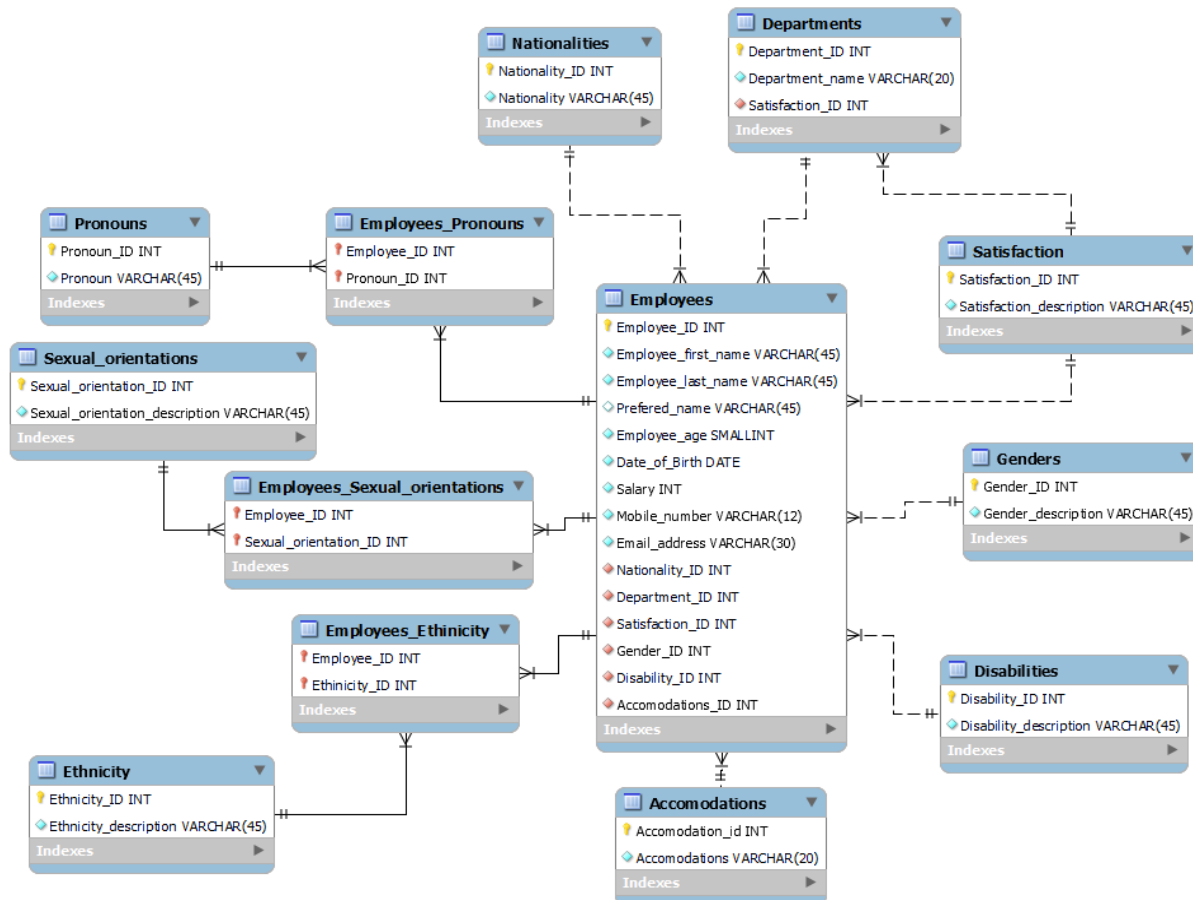 Nationalities
Nationality_ID INT
Nationality VARCHAR(45)
Indexes
Departments
Department_ID INT
Department_name VARCHAR(20)
Satisfaction_ID INT
Indexes
Pronouns
Pronoun_ID INT
Pronoun VARCHAR(45)
Indexes
Employees_Pronouns
Employee_ID INT
Pronoun_ID INT
Indexes
Satisfaction
Satisfaction_ID INT
Satisfaction_description VARCHAR(45)
Indexes
Employees
Employee_ID INT
Employee_first_name VARCHAR(45)
Employee_last_name VARCHAR(45)
Prefered_name VARCHAR(45)
Employee_age SMALLINT
Date_of_Birth DATE
Salary INT
Mobile_number VARCHAR(12)
Email_address VARCHAR(30)
Nationality_ID INT
Department_ID INT
Satisfaction_ID INT
Gender_ID INT
Disability_ID INT
Accomodations_ID INT
Indexes
Sexual_orientations
Sexual_orientation_ID INT
Sexual_orientation_description VARCHAR(45)
Indexes
Genders
Gender_ID INT
Gender_description VARCHAR(45)
Indexes
Employees_Sexual_orientations
Employee_ID INT
Sexual_orientation_ID INT
Indexes
Employees_Ethinicity
Employee_ID INT
Ethinicity_ID INT
Indexes
Disabilities
Disability_ID INT
Disability_description VARCHAR(45)
Indexes
Ethnicity
Ethnicity_ID INT
Ethnicity_description VARCHAR(45)
Indexes
Accomodations
Accomodation_id INT
Accomodations VARCHAR(20)
Indexes